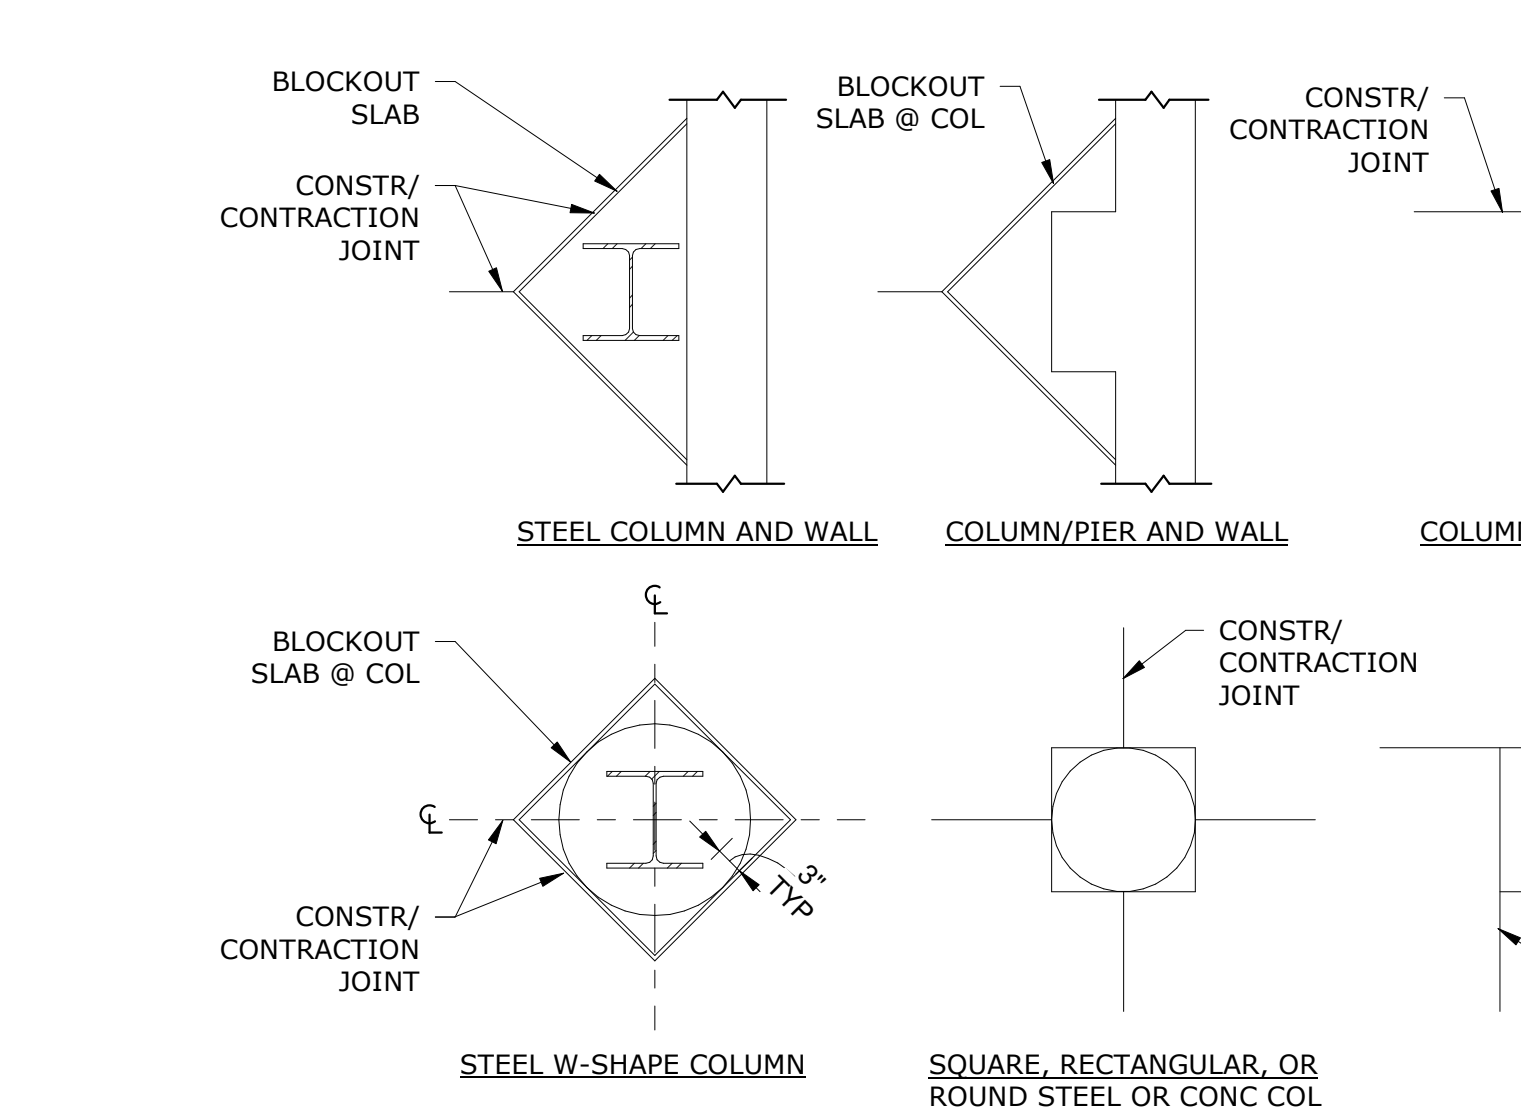 BLOCKOUT
SLAB
CONSTR/
CONTRACTION
JOINT
STEEL COLUMN AND WALL
BLOCKOUT
SLAB @ COL
COLUMN/PIER AND WALL
CONSTR/
CONTRACTION
JOINT
℄
BLOCKOUT
SLAB @ COL
℄
3"
TYP
CONSTR/
CONTRACTION
JOINT
STEEL W-SHAPE COLUMN
CONSTR/
CONTRACTION
JOINT
SQUARE, RECTANGULAR, OR
ROUND STEEL OR CONC COL